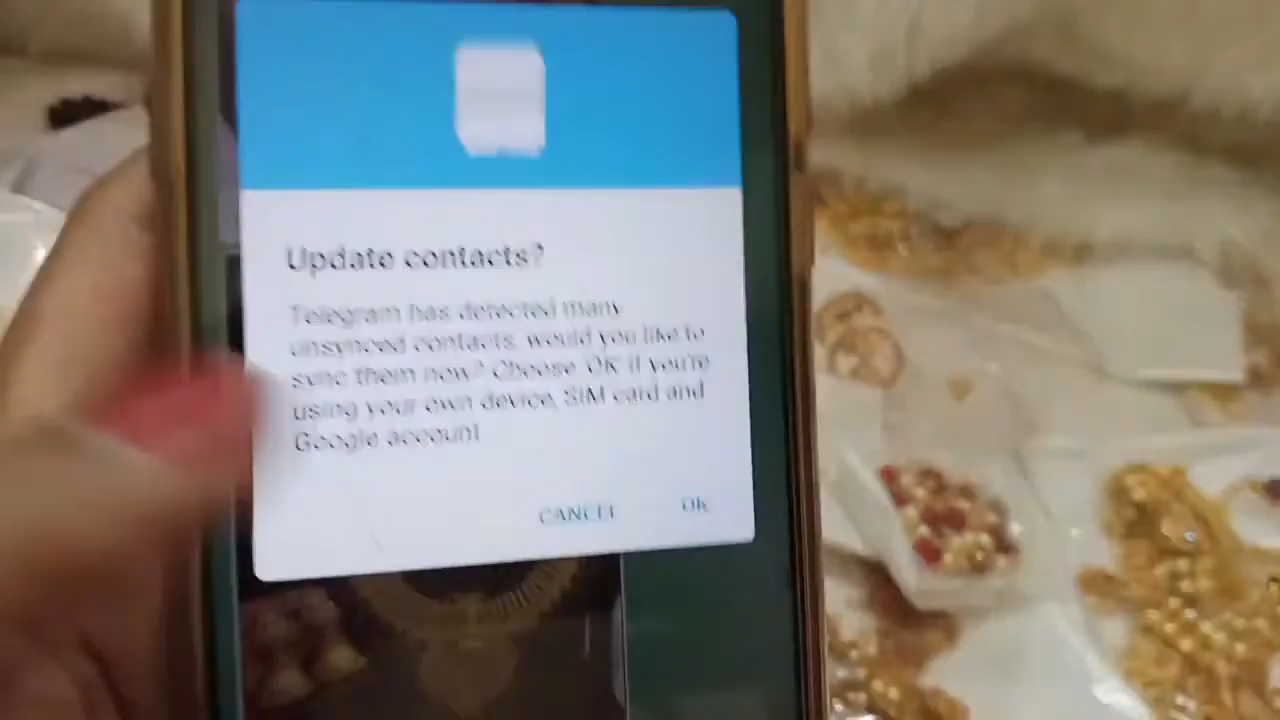 Update contacts?
Telegram has detected many
unsynced contacts, would you like to
sync them now? Choose 'OK' if you're
using your own device, SIM card and
Google account
CANCEL
OK